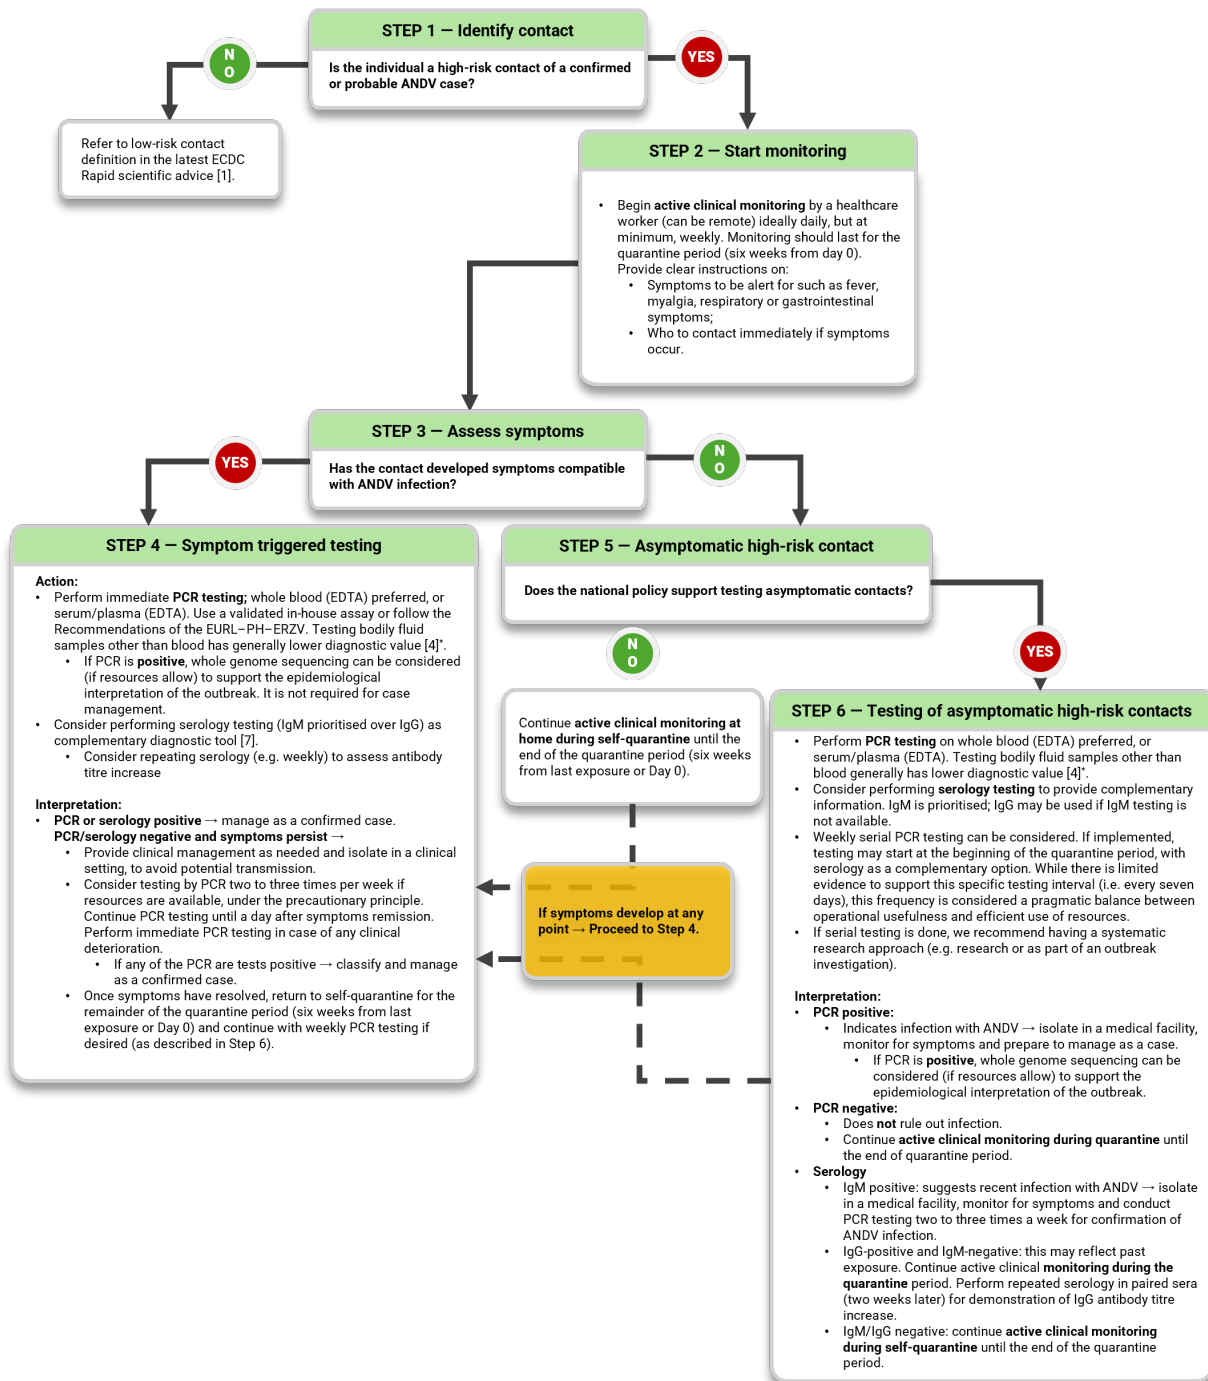 STEP 1 — Identify contact
Is the individual a high-risk contact of a confirmed
or probable ANDV case?
N
O
YES
Refer to low-risk contact
definition in the latest ECDC
Rapid scientific advice [1].
STEP 2 — Start monitoring
• Begin active clinical monitoring by a healthcare
worker (can be remote) ideally daily, but at
minimum, weekly. Monitoring should last for the
quarantine period (six weeks from day 0).
Provide clear instructions on:
• Symptoms to be alert for such as fever,
myalgia, respiratory or gastrointestinal
symptoms;
• Who to contact immediately if symptoms
occur.
STEP 3 — Assess symptoms
Has the contact developed symptoms compatible
with ANDV infection?
YES
N
O
STEP 4 — Symptom triggered testing
Action:
• Perform immediate PCR testing; whole blood (EDTA) preferred, or
serum/plasma (EDTA). Use a validated in-house assay or follow the
Recommendations of the EURL–PH–ERZV. Testing bodily fluid
samples other than blood has generally lower diagnostic value [4]*.
• If PCR is positive, whole genome sequencing can be considered
(if resources allow) to support the epidemiological
interpretation of the outbreak. It is not required for case
management.
• Consider performing serology testing (IgM prioritised over IgG) as
complementary diagnostic tool [7].
• Consider repeating serology (e.g. weekly) to assess antibody
titre increase
Interpretation:
• PCR or serology positive → manage as a confirmed case.
PCR/serology negative and symptoms persist →
• Provide clinical management as needed and isolate in a clinical
setting, to avoid potential transmission.
• Consider testing by PCR two to three times per week if
resources are available, under the precautionary principle.
Continue PCR testing until a day after symptoms remission.
Perform immediate PCR testing in case of any clinical
deterioration.
• If any of the PCR are tests positive → classify and manage
as a confirmed case.
• Once symptoms have resolved, return to self-quarantine for the
remainder of the quarantine period (six weeks from last
exposure or Day 0) and continue with weekly PCR testing if
desired (as described in Step 6).
STEP 5 — Asymptomatic high-risk contact
Does the national policy support testing asymptomatic contacts?
N
O
YES
Continue active clinical monitoring at
home during self-quarantine until the
end of the quarantine period (six weeks
from last exposure or Day 0).
If symptoms develop at any
point → Proceed to Step 4.
STEP 6 — Testing of asymptomatic high-risk contacts
• Perform PCR testing on whole blood (EDTA) preferred, or
serum/plasma (EDTA). Testing bodily fluid samples other than
blood generally has lower diagnostic value [4]*.
• Consider performing serology testing to provide complementary
information. IgM is prioritised; IgG may be used if IgM testing is
not available.
• Weekly serial PCR testing can be considered. If implemented,
testing may start at the beginning of the quarantine period, with
serology as a complementary option. While there is limited
evidence to support this specific testing interval (i.e. every seven
days), this frequency is considered a pragmatic balance between
operational usefulness and efficient use of resources.
• If serial testing is done, we recommend having a systematic
research approach (e.g. research or as part of an outbreak
investigation).
Interpretation:
• PCR positive:
• Indicates infection with ANDV → isolate in a medical facility,
monitor for symptoms and prepare to manage as a case.
• If PCR is positive, whole genome sequencing can be
considered (if resources allow) to support the
epidemiological interpretation of the outbreak.
• PCR negative:
• Does not rule out infection.
• Continue active clinical monitoring during quarantine until
the end of quarantine period.
• Serology
• IgM positive: suggests recent infection with ANDV → isolate
in a medical facility, monitor for symptoms and conduct
PCR testing two to three times a week for confirmation of
ANDV infection.
• IgG-positive and IgM-negative: this may reflect past
exposure. Continue active clinical monitoring during the
quarantine period. Perform repeated serology in paired sera
(two weeks later) for demonstration of IgG antibody titre
increase.
• IgM/IgG negative: continue active clinical monitoring
during self-quarantine until the end of the quarantine
period.